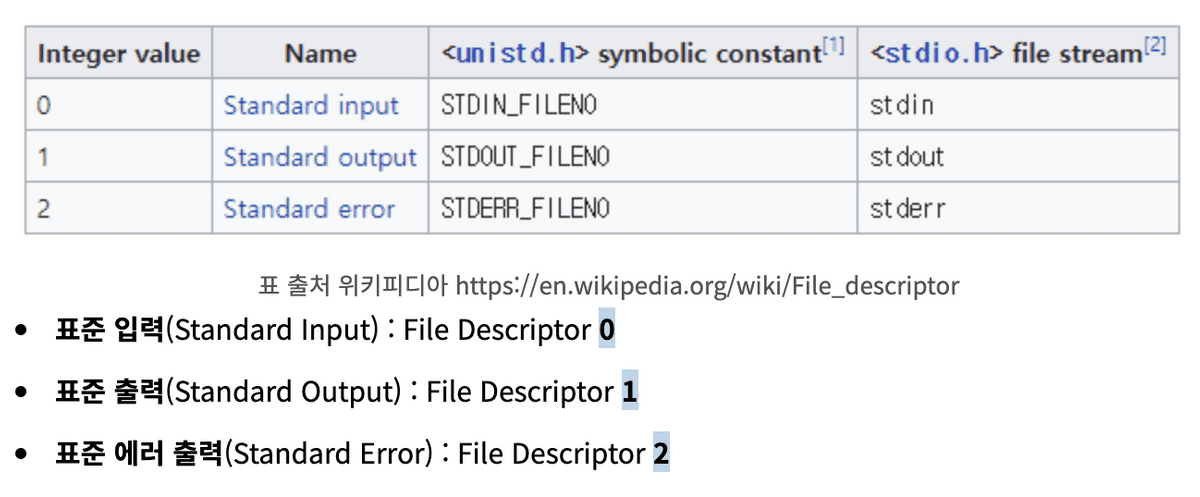 Integer value Name <unistd.h> symbolic constant[1] <stdio.h> file stream[2]
0 Standard input STDIN_FILENO stdin
1 Standard output STDOUT_FILENO stdout
2 Standard error STDERR_FILENO stderr
표 출처 위키피디아 https://en.wikipedia.org/wiki/File_descriptor
• 표준 입력(Standard Input) : File Descriptor 0
• 표준 출력(Standard Output) : File Descriptor 1
• 표준 에러 출력(Standard Error) : File Descriptor 2